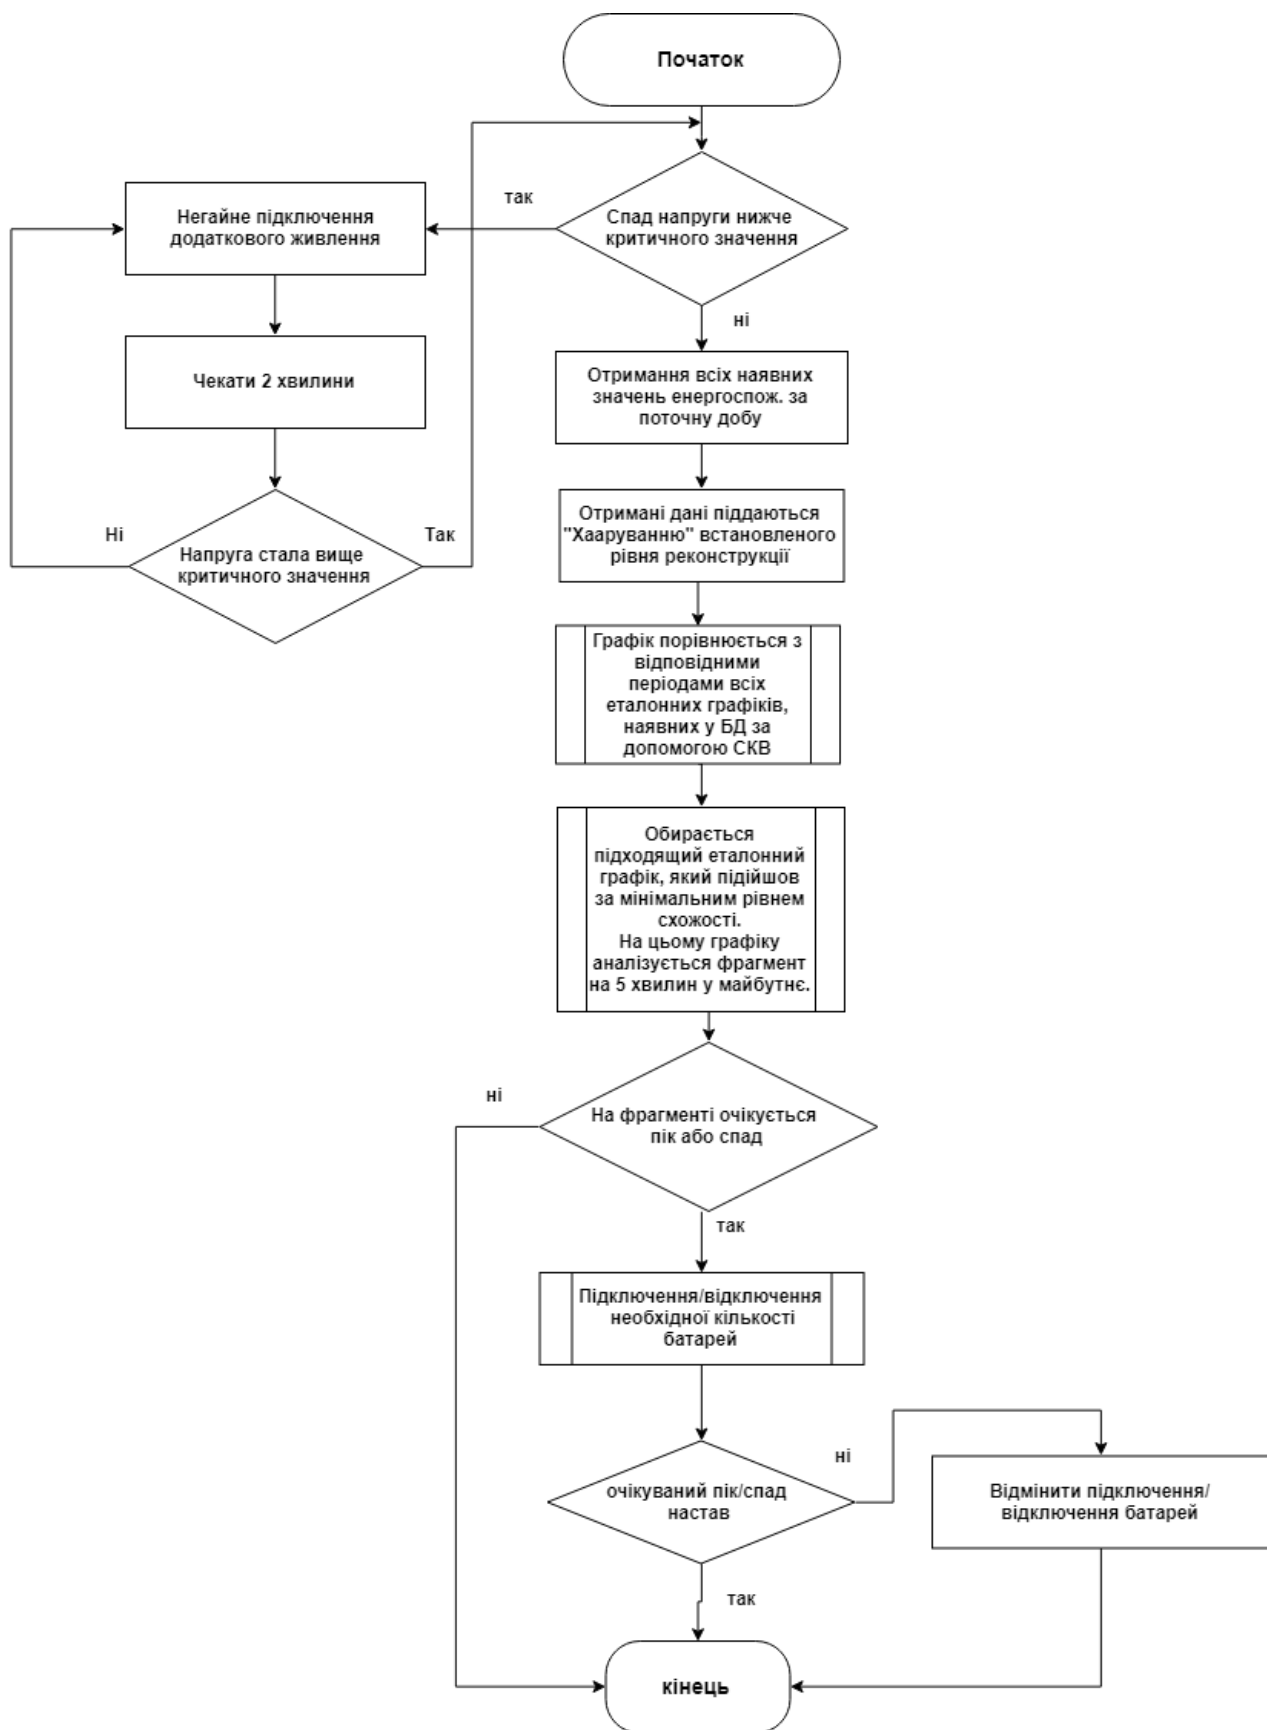 Початок
так
Спад напруги нижче
критичного значення
Негайне підключення
додаткового живлення
ні
Чекати 2 хвилини
Отримання всіх наявних
значень енергоспож. за
поточну добу
Ні
Так
Напруга стала вище
критичного значення
Отримані дані піддаються
"Хааруванню" встановленого
рівня реконструкції
Графік порівнюється з
відповідними
періодами всіх
еталонних графіків,
наявних у БД за
допомогою СКВ
Обирається
підходящий еталонний
графік, який підійшов
за мінімальним рівнем
схожості.
На цьому графіку
аналізується фрагмент
на 5 хвилин у майбутнє.
ні
На фрагменті очікується
пік або спад
так
Підключення/відключення
необхідної кількості
батарей
ні
очікуваний пік/спад
настав
Відмінити підключення/
відключення батарей
так
кінець